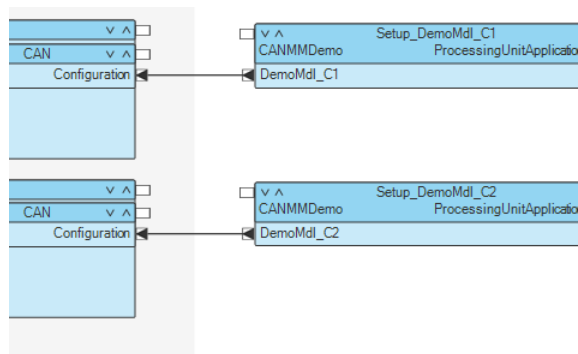 Setup_DemoMdl_C1
CANMMDemo ProcessingUnitApplicatio
CAN
Configuration
DemoMdl_C1
Setup_DemoMdl_C2
CANMMDemo ProcessingUnitApplicatio
CAN
Configuration
DemoMdl_C2